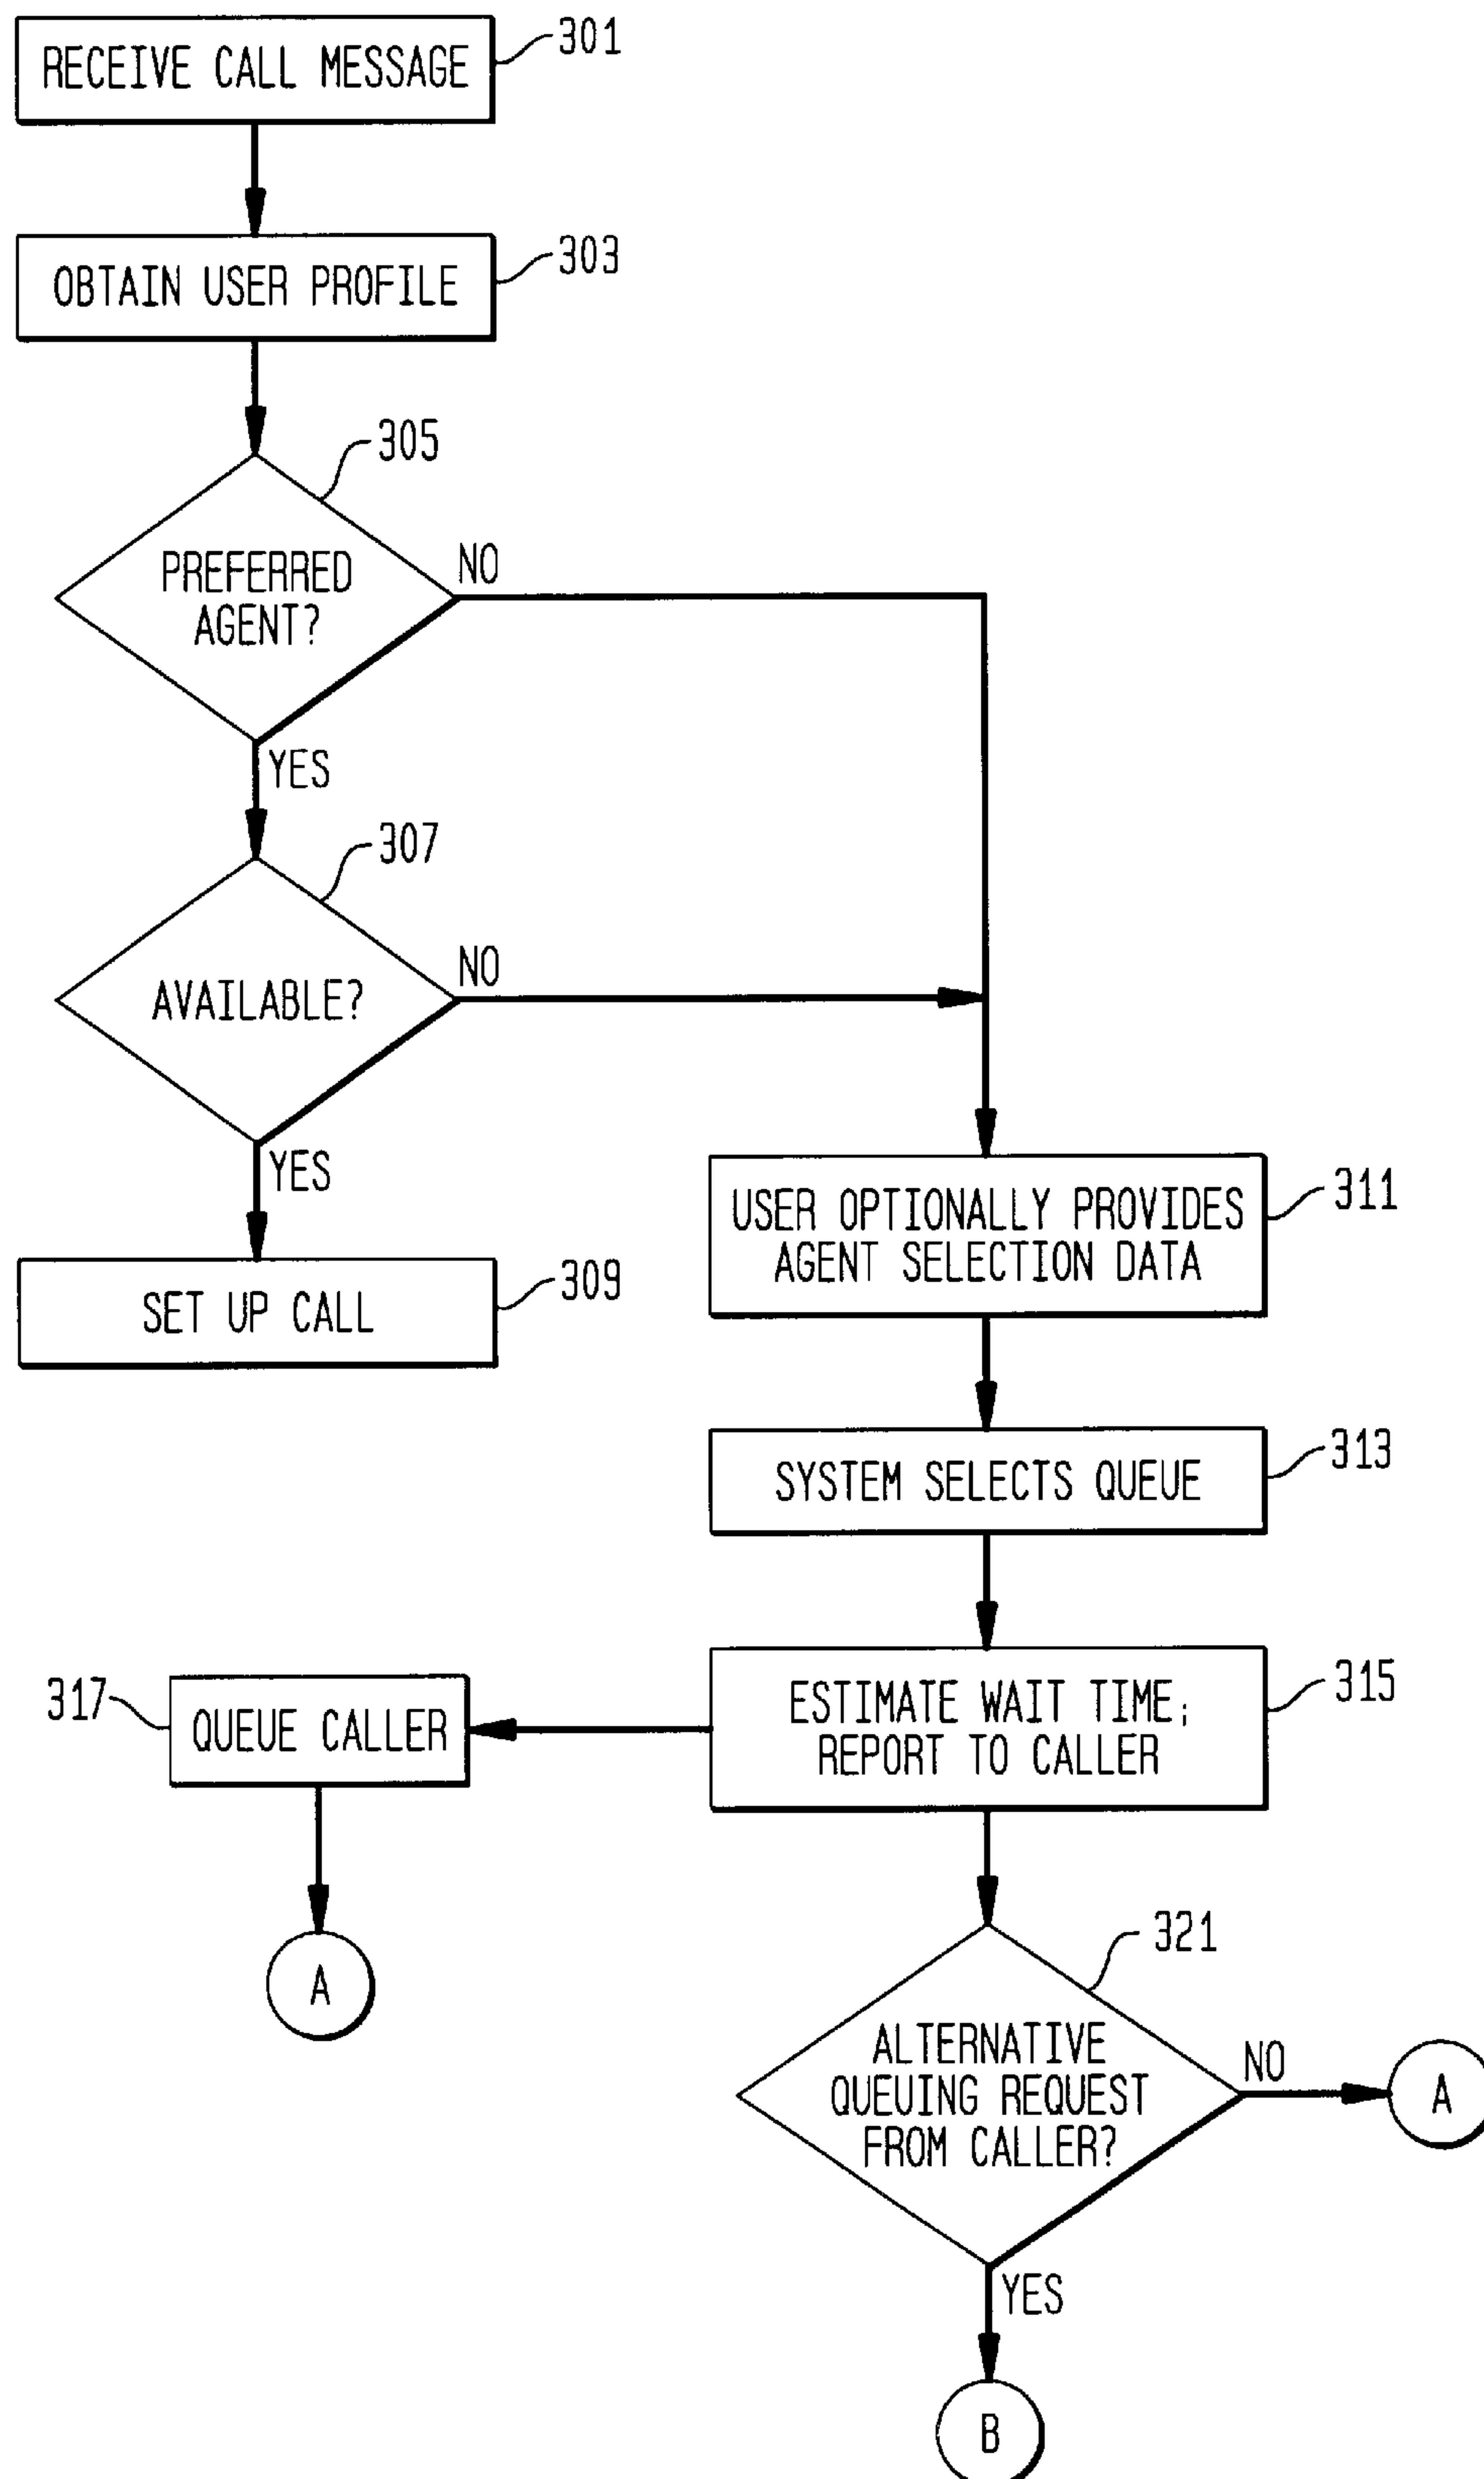 RECEIVE CALL MESSAGE
301
OBTAIN USER PROFILE
303
305
PREFERRED
AGENT?
NO
YES
307
AVAILABLE?
NO
YES
SET UP CALL
309
USER OPTIONALLY PROVIDES
AGENT SELECTION DATA
311
SYSTEM SELECTS QUEUE
313
ESTIMATE WAIT TIME;
REPORT TO CALLER
315
317
QUEUE CALLER
A
321
ALTERNATIVE
QUEUING REQUEST
FROM CALLER?
NO
A
YES
B